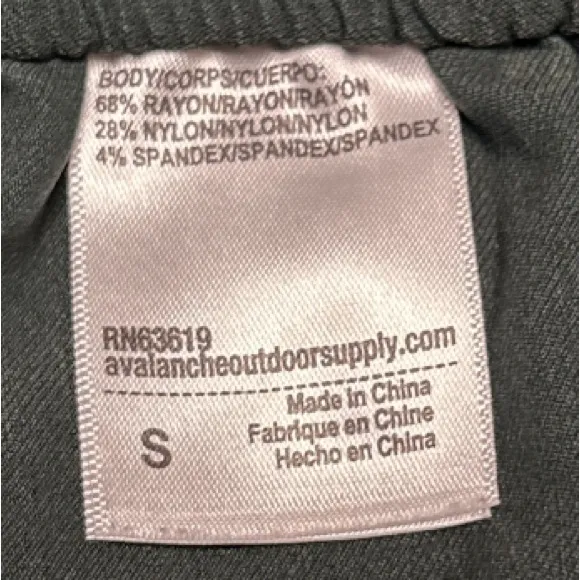 BODY/CORPS/CUERPO:
68% RAYON/RAYON/RAYÓN
28% NYLON/NYLON/NYLON
4% SPANDEX/SPANDEX/SPANDEX
RN63619
avalancheoutdoorsupply.com
S
Made in China
Fabrique en Chine
Hecho en China